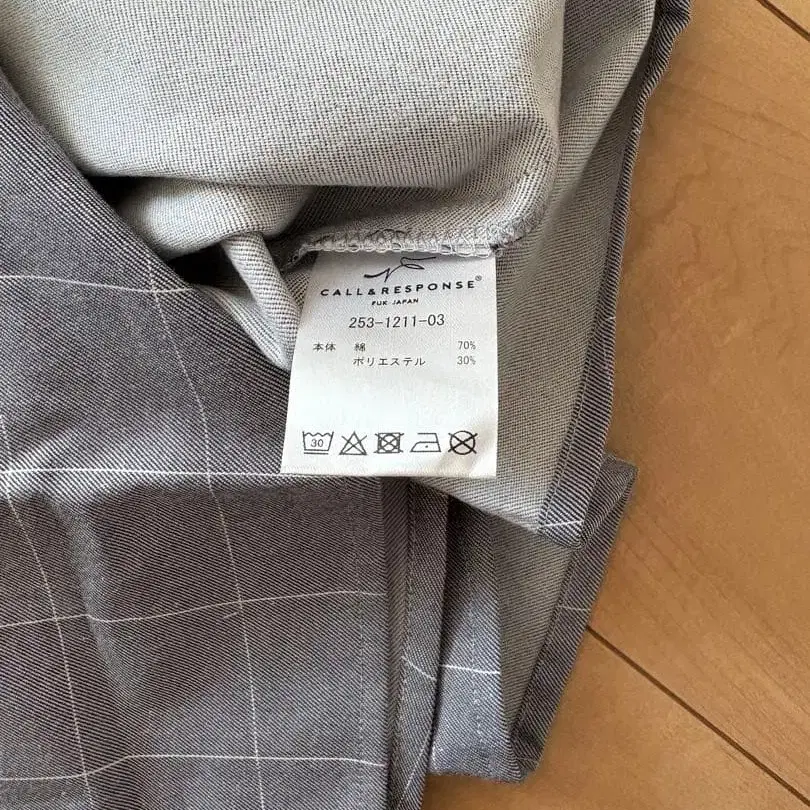 CALL&RESPONSE®
FUK-JAPAN
253-1211-03
本体 綿 70%
ポリエステル 30%
30